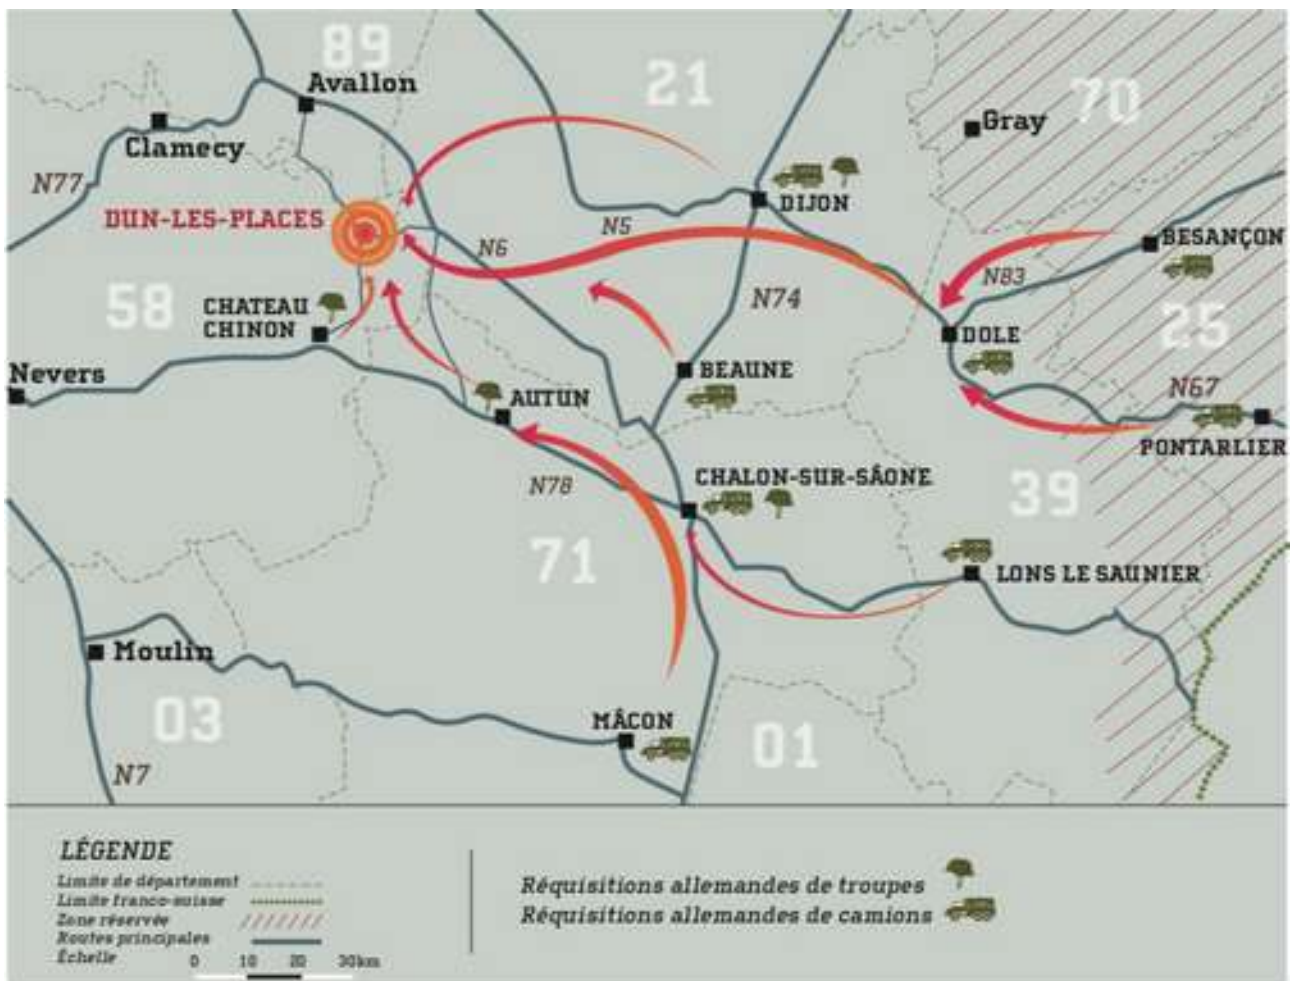 89
21
70
Avallon
Gray
Clamecy
N77
DUN-LES-PLACES
DIJON
N5
N6
BESANÇON
N83
58
CHATEAU
CHINON
N74
25
DOLE
Nevers
BEAUNE
N67
AUTUN
PONTARLIER
CHALON-SUR-SÂONE
N78
39
71
LONS LE SAUNIER
Moulin
03
MÂCON
01
N7
LÉGENDE
Limite de département
Limite franco-suisse
Zone réservée
Routes principales
Échelle 0 10 20 30km
Réquisitions allemandes de troupes
Réquisitions allemandes de camions